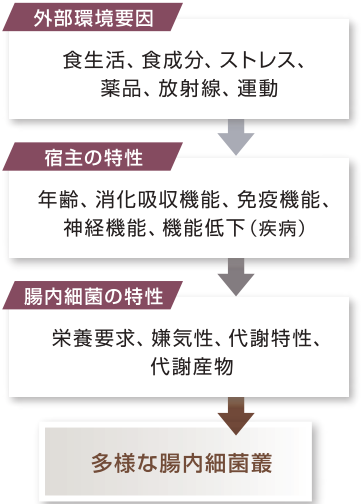 外部環境要因
食生活、食成分、ストレス、
薬品、放射線、運動
宿主の特性
年齢、消化吸収機能、免疫機能、
神経機能、機能低下（疾病）
腸内細菌の特性
栄養要求、嫌気性、代謝特性、
代謝産物
多様な腸内細菌叢